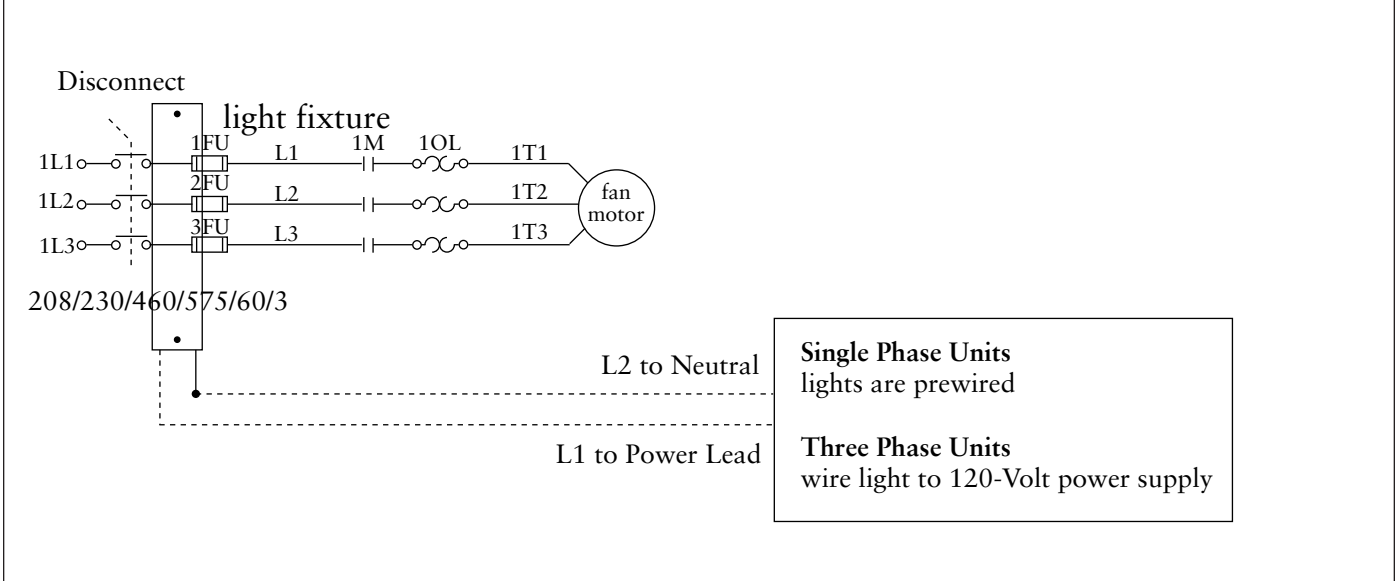 Disconnect
light fixture
1FU 1M 1OL
1L1 L1 1T1
2FU
1L2 L2 1T2
fan
motor
3FU
1L3 L3 1T3
208/230/460/575/60/3
L2 to Neutral
L1 to Power Lead
Single Phase Units
lights are prewired
Three Phase Units
wire light to 120-Volt power supply